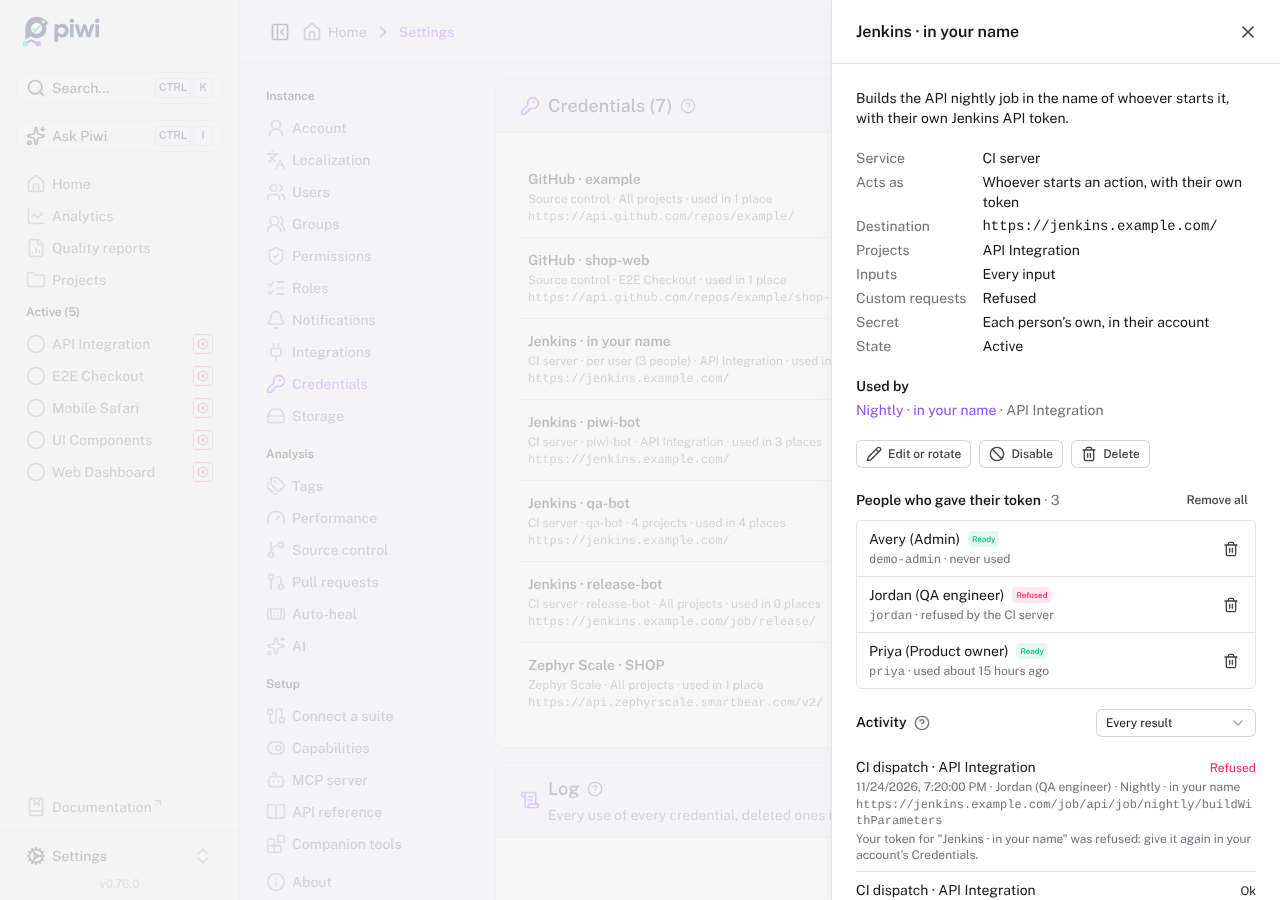 piwi
Search...
CTRL K
Ask Piwi
CTRL I
Home
Analytics
Quality reports
Projects
Active (5)
API Integration
E2E Checkout
Mobile Safari
UI Components
Web Dashboard
Documentation
Settings
v0.76.0
Home
Settings
Instance
Account
Localization
Users
Groups
Permissions
Roles
Notifications
Integrations
Credentials
Storage
Analysis
Tags
Performance
Source control
Pull requests
Auto-heal
AI
Setup
Connect a suite
Capabilities
MCP server
API reference
Companion tools
About
Credentials (7)
GitHub · example
Source control · All projects · used in 1 place
https://api.github.com/repos/example/
GitHub · shop-web
Source control · E2E Checkout · used in 1 place
https://api.github.com/repos/example/shop-
Jenkins · in your name
CI server · per user (3 people) · API Integration · used in
https://jenkins.example.com/
Jenkins · piwi-bot
CI server · piwi-bot · API Integration · used in 3 places
https://jenkins.example.com/
Jenkins · qa-bot
CI server · qa-bot · 4 projects · used in 4 places
https://jenkins.example.com/
Jenkins · release-bot
CI server · release-bot · All projects · used in 0 places
https://jenkins.example.com/job/release/
Zephyr Scale · SHOP
Zephyr Scale · All projects · used in 1 place
https://api.zephyrscale.smartbear.com/v2/
Log
Every use of every credential, deleted ones i
Jenkins · in your name
Builds the API nightly job in the name of whoever starts it,
with their own Jenkins API token.
Service CI server
Acts as Whoever starts an action, with their own
token
Destination https://jenkins.example.com/
Projects API Integration
Inputs Every input
Custom requests Refused
Secret Each person’s own, in their account
State Active
Used by
Nightly · in your name · API Integration
Edit or rotate
Disable
Delete
People who gave their token · 3
Remove all
Avery (Admin) Ready
demo-admin · never used
Jordan (QA engineer) Refused
jordan · refused by the CI server
Priya (Product owner) Ready
priya · used about 15 hours ago
Activity
Every result
CI dispatch · API Integration Refused
11/24/2026, 7:20:00 PM · Jordan (QA engineer) · Nightly · in your name
https://jenkins.example.com/job/api/job/nightly/buildWi
thParameters
Your token for "Jenkins · in your name" was refused: give it again in your
account's Credentials.
CI dispatch · API Integration Ok